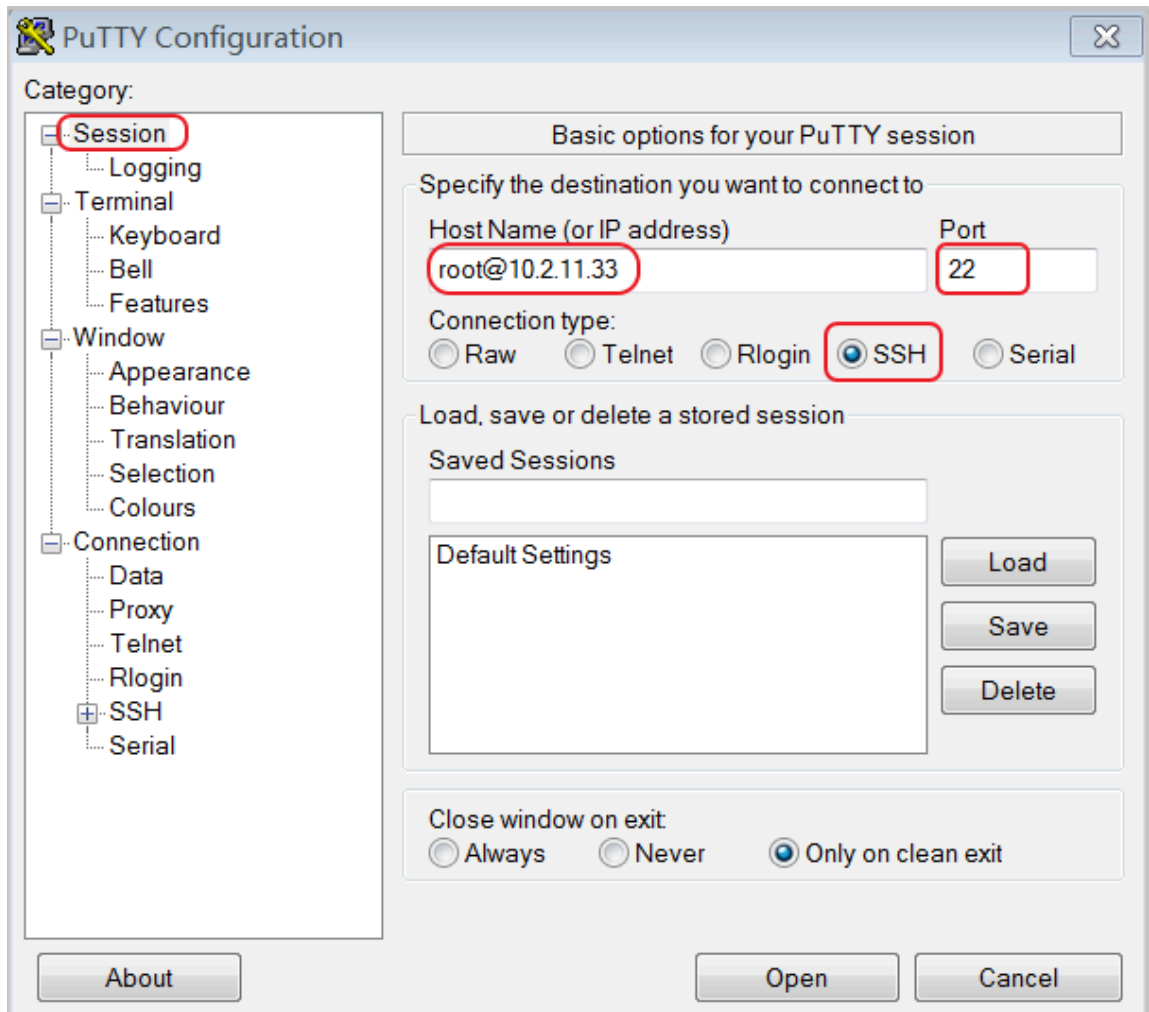 PuTTY Configuration
Category:
Session
Logging
Terminal
Keyboard
Bell
Features
Window
Appearance
Behaviour
Translation
Selection
Colours
Connection
Data
Proxy
Telnet
Rlogin
SSH
Serial
Basic options for your PuTTY session
Specify the destination you want to connect to
Host Name (or IP address) Port
root@10.2.11.33 22
Connection type:
Raw Telnet Rlogin SSH Serial
Load, save or delete a stored session
Saved Sessions
Default Settings
Load
Save
Delete
Close window on exit:
Always Never Only on clean exit
About Open Cancel